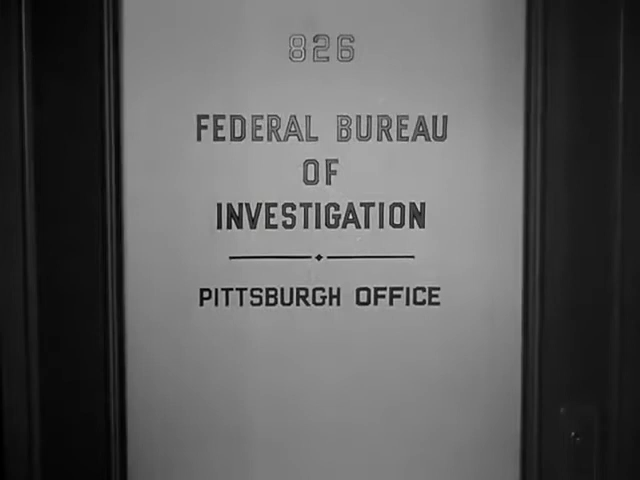 826
FEDERAL BUREAU
OF
INVESTIGATION
PITTSBURGH OFFICE